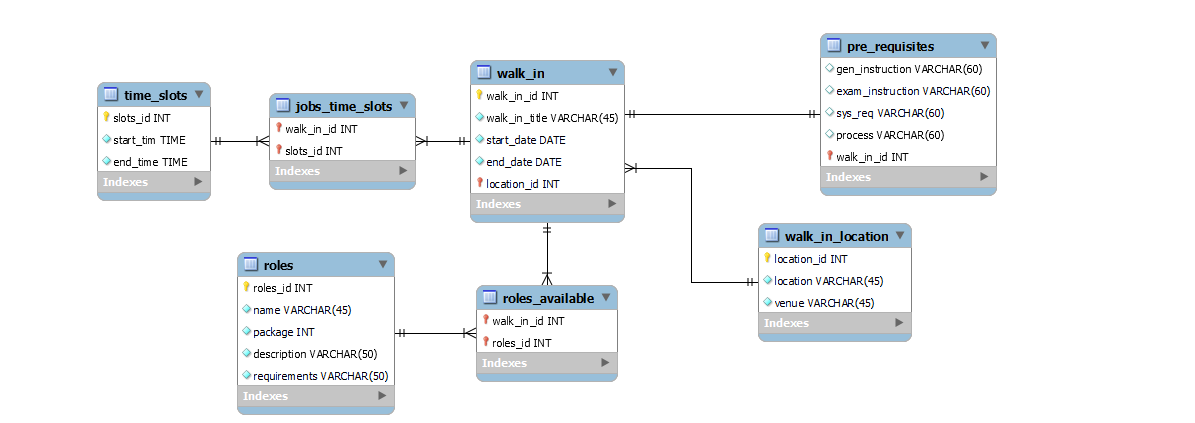 time_slots
slots_id INT
start_tim TIME
end_time TIME
Indexes
jobs_time_slots
walk_in_id INT
slots_id INT
Indexes
walk_in
walk_in_id INT
walk_in_title VARCHAR(45)
start_date DATE
end_date DATE
location_id INT
Indexes
pre_requisites
gen_instruction VARCHAR(60)
exam_instruction VARCHAR(60)
sys_req VARCHAR(60)
process VARCHAR(60)
walk_in_id INT
Indexes
walk_in_location
location_id INT
location VARCHAR(45)
venue VARCHAR(45)
Indexes
roles
roles_id INT
name VARCHAR(45)
package INT
description VARCHAR(50)
requirements VARCHAR(50)
Indexes
roles_available
walk_in_id INT
roles_id INT
Indexes